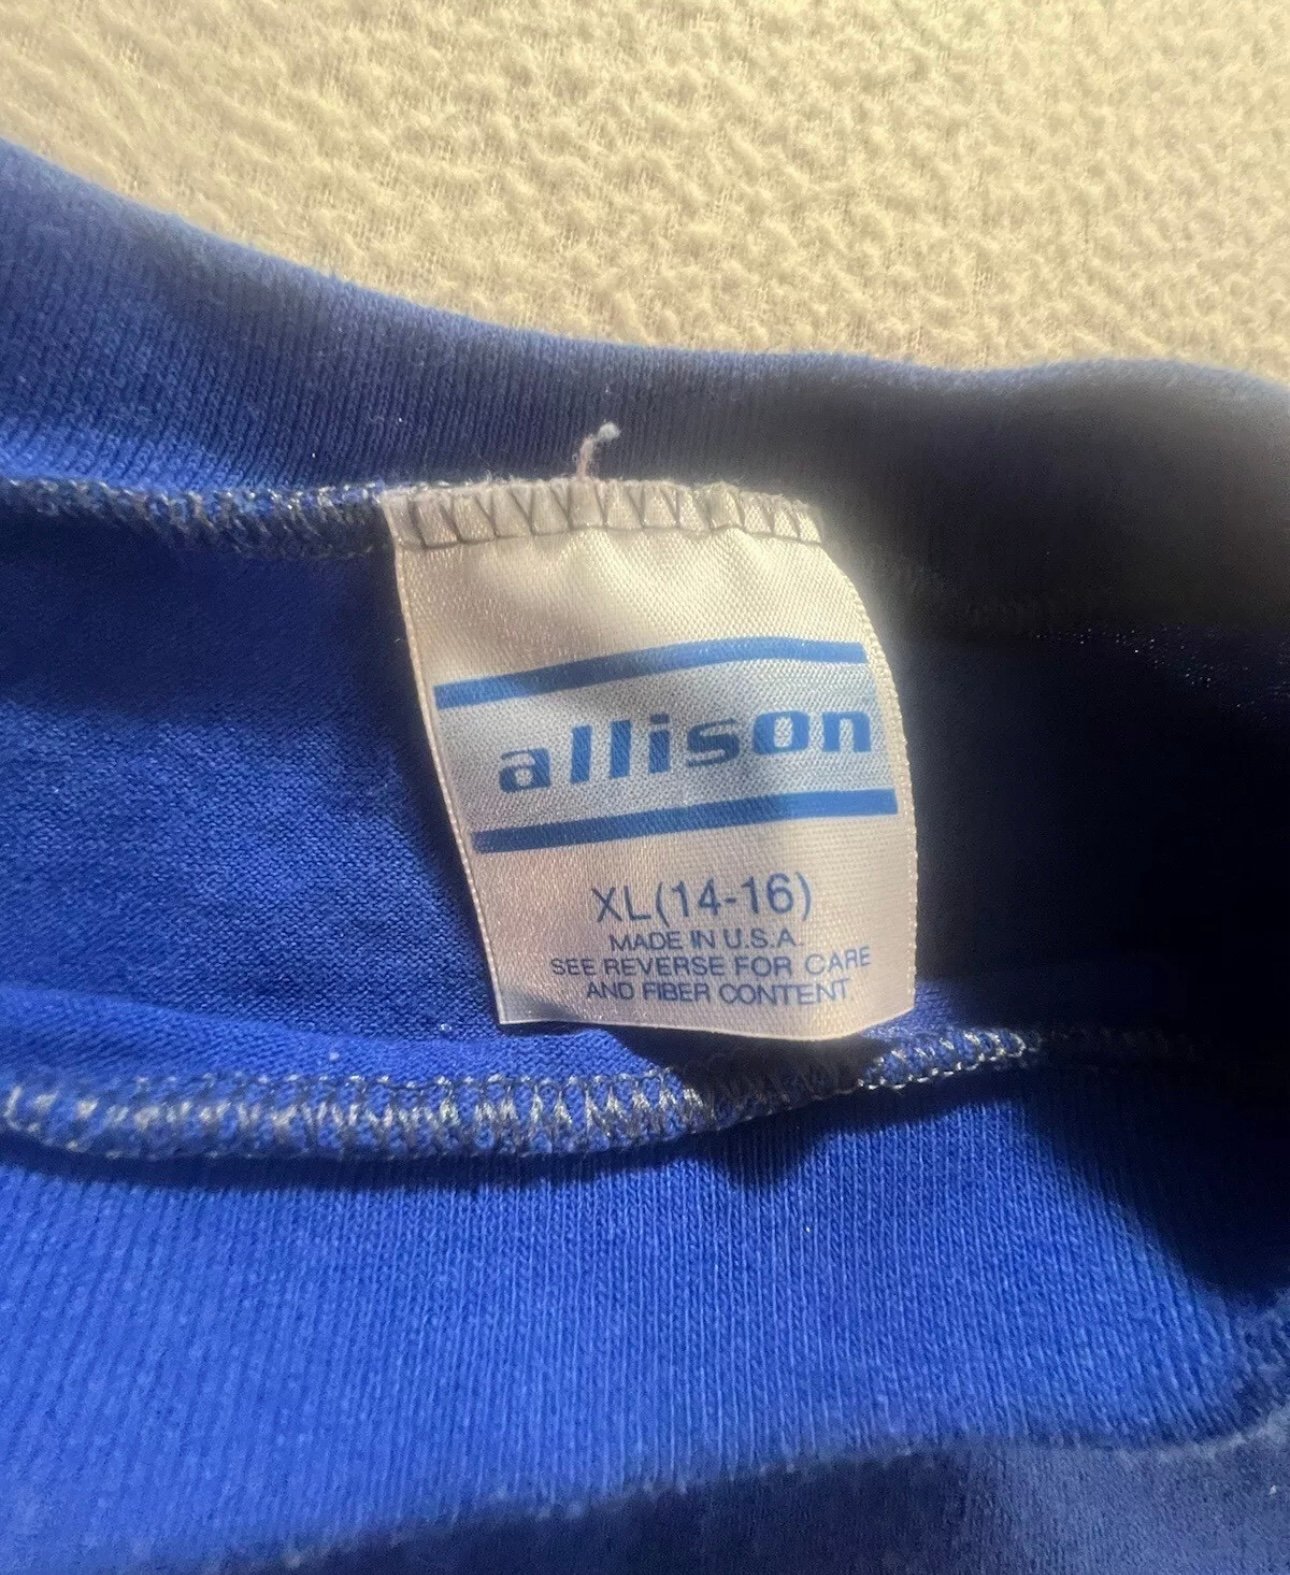 allison
XL(14-16)
MADE IN U.S.A.
SEE REVERSE FOR CARE
AND FIBER CONTENT